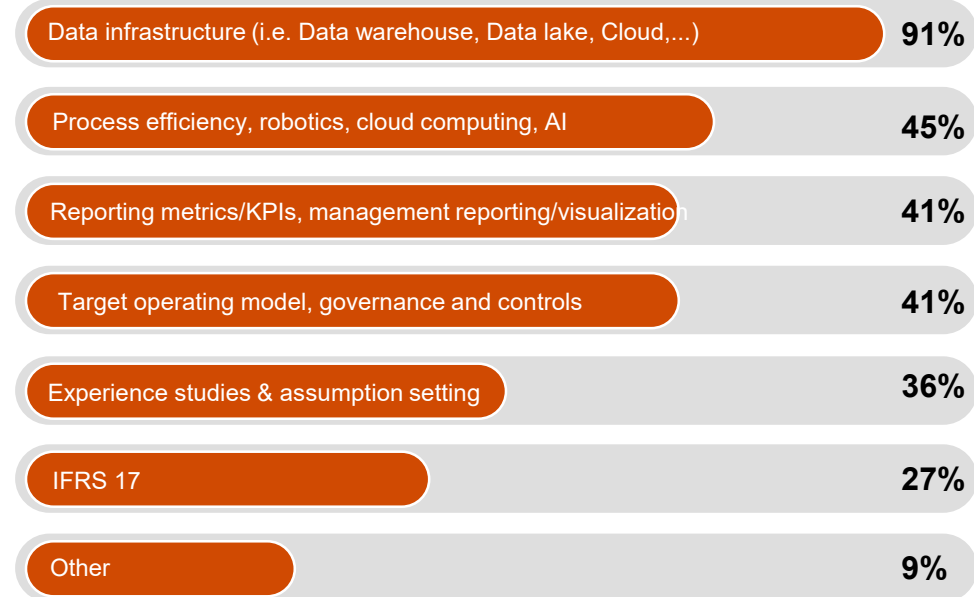 Data infrastructure (i.e. Data warehouse, Data lake, Cloud,...) 91%
Process efficiency, robotics, cloud computing, AI 45%
Reporting metrics/KPIs, management reporting/visualization 41%
Target operating model, governance and controls 41%
Experience studies & assumption setting 36%
IFRS 17 27%
Other 9%